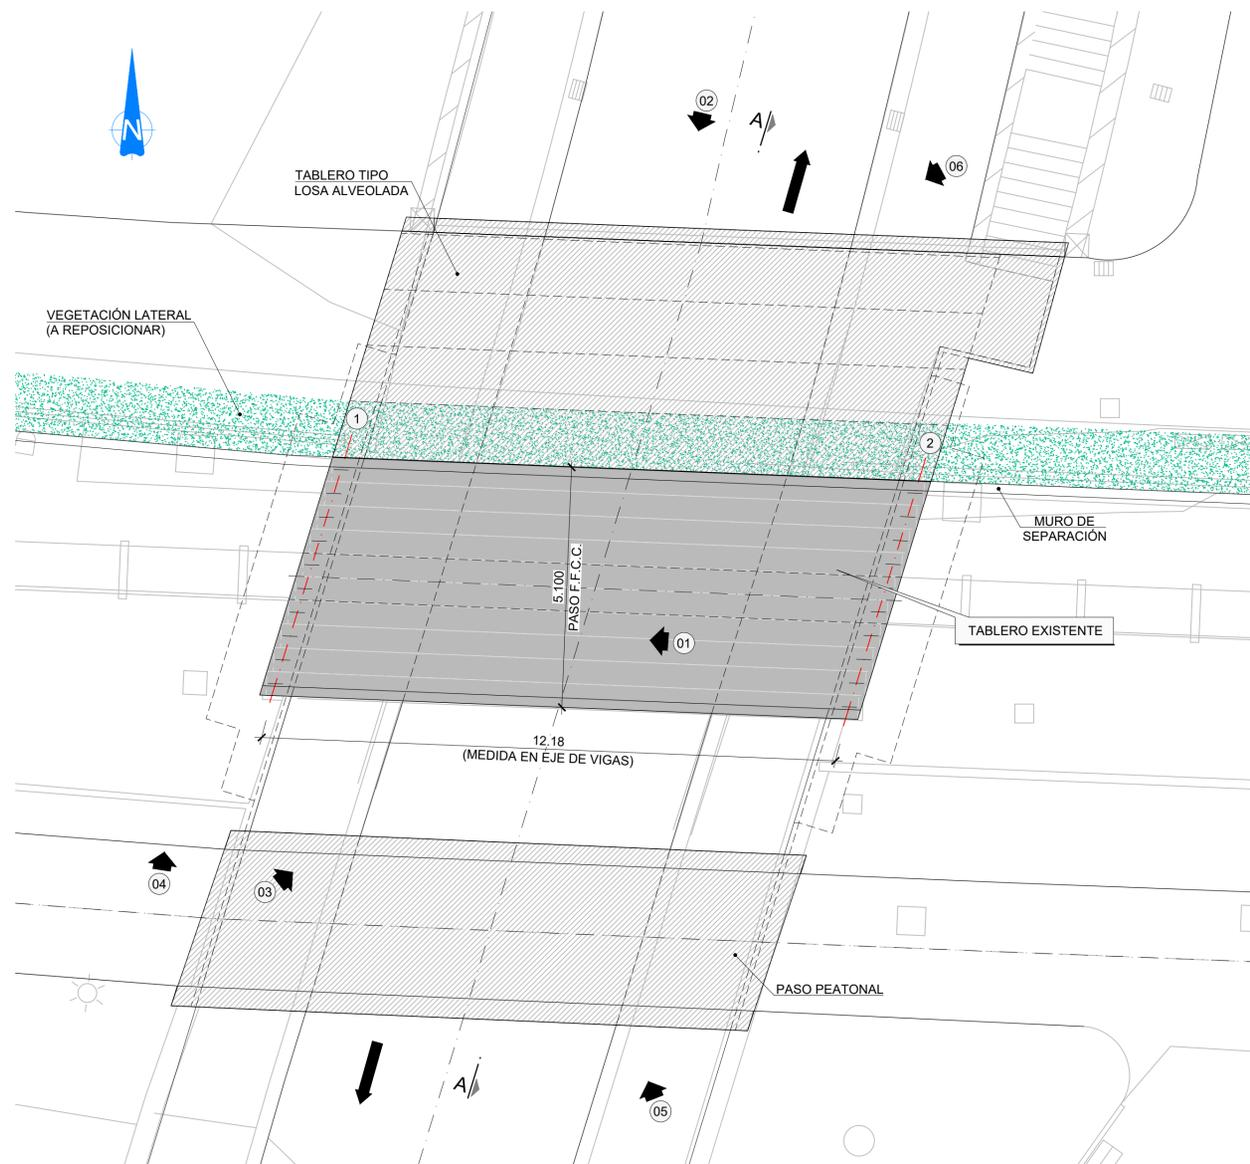 02
A
N
06
TABLERO TIPO
LOSA ALVEOLADA
VEGETACIÓN LATERAL
(A REPOSICIONAR)
1
2
MURO DE
SEPARACIÓN
5.100
PASO F.F.C.C.
TABLERO EXISTENTE
01
12.18
(MEDIDA EN EJE DE VIGAS)
04
03
PASO PEATONAL
A
05